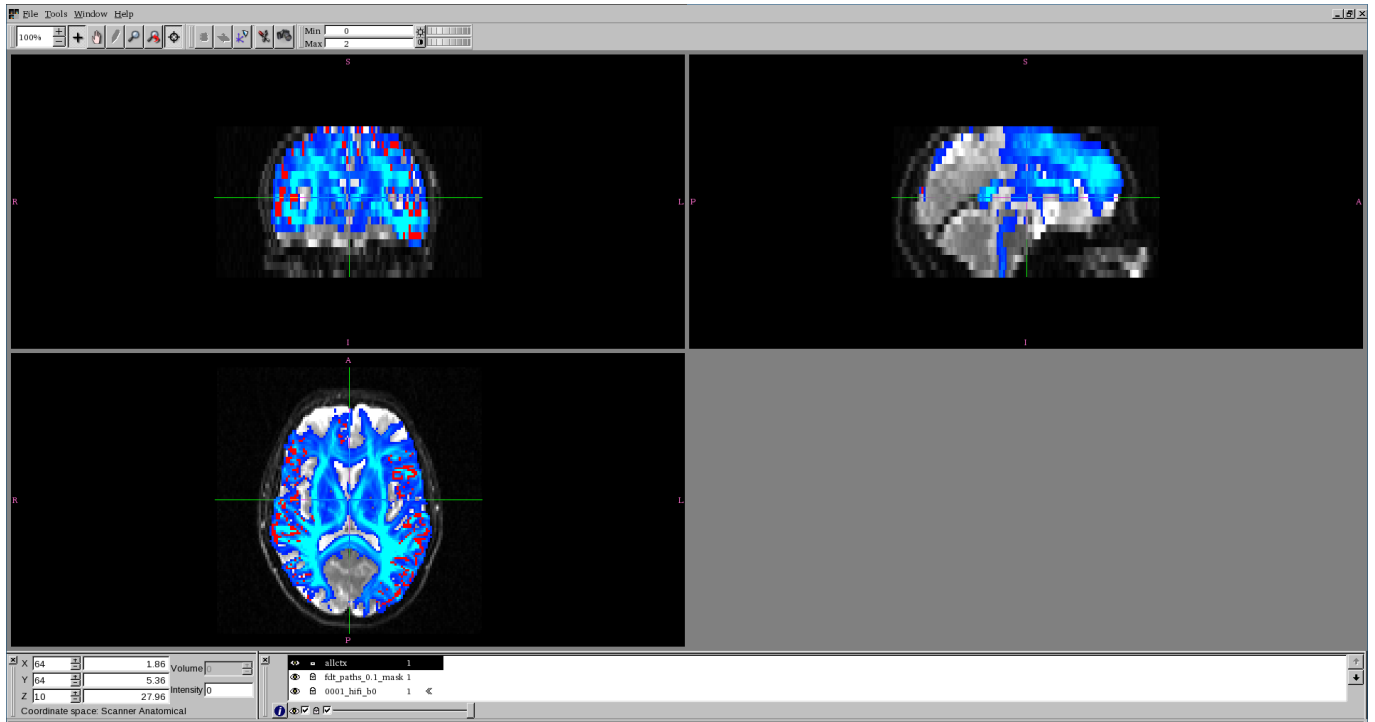 File Tools Window Help
100%
Min 0
Max 2
S
S
R
L
P
A
I
I
A
R
L
P
X 64 1.86 Volume 0
Y 64 5.36
Intensity 0
Z 10 27.96
Coordinate space: Scanner Anatomical
allctx 1
fdt_paths_0.1_mask 1
0001_hifi_b0 1